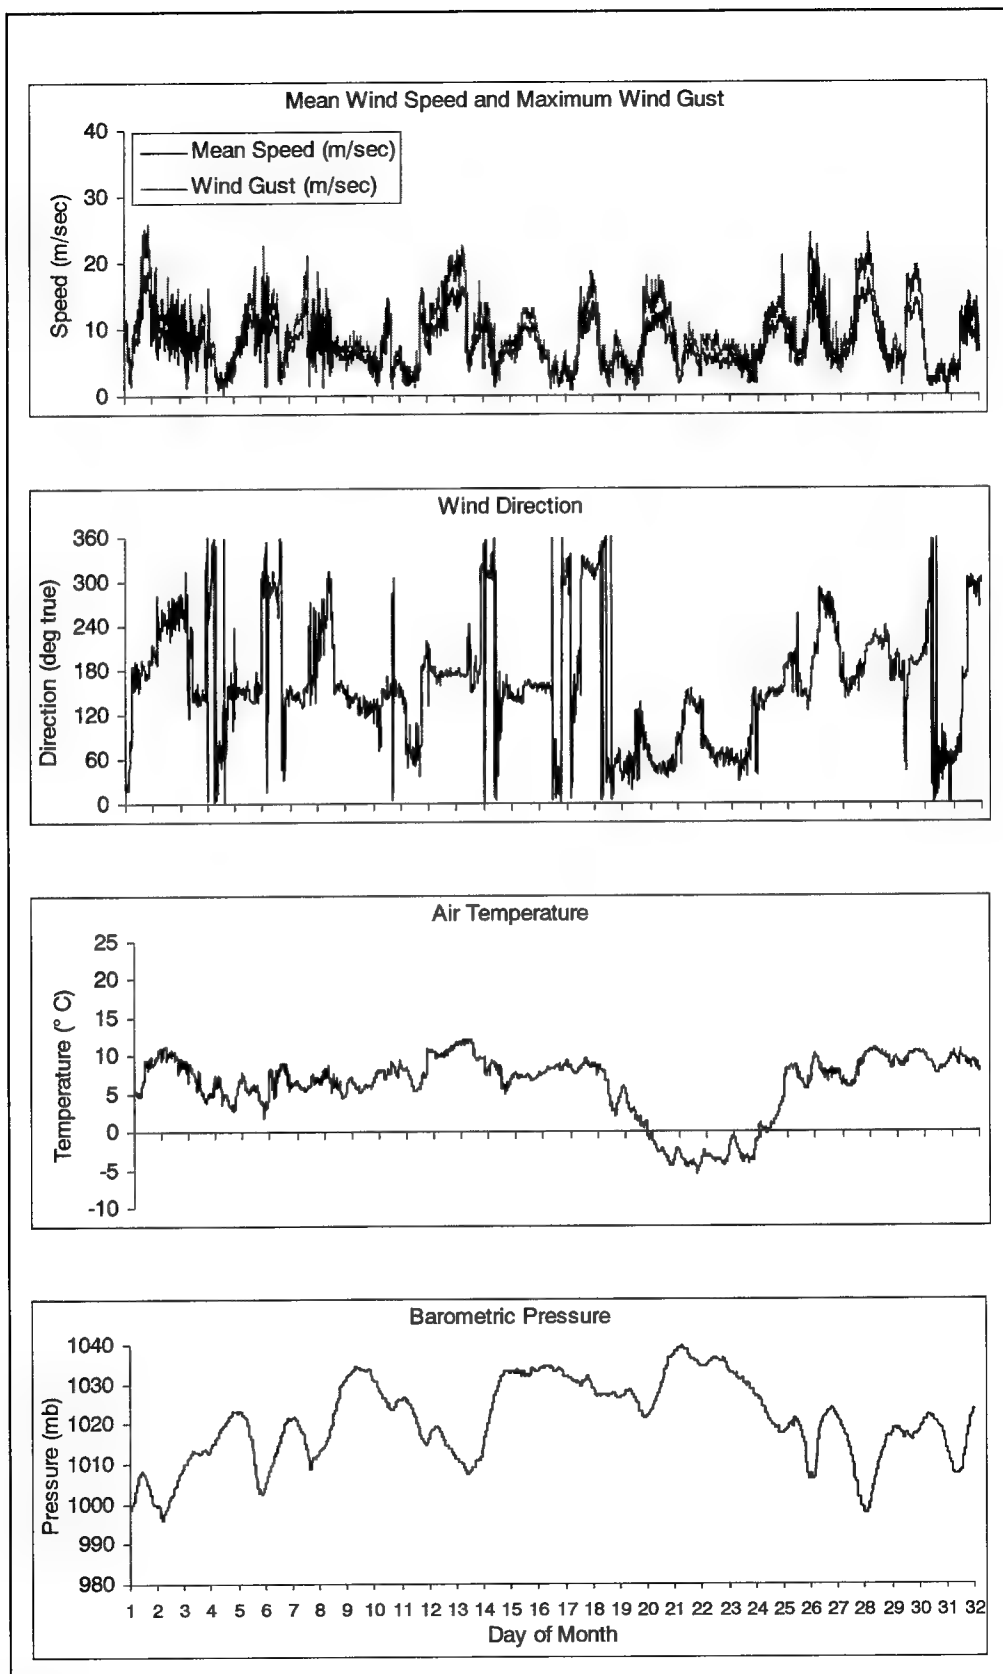 Mean Wind Speed and Maximum Wind Gust
Speed (m/sec)
40
30
20
10
0
Mean Speed (m/sec)
Wind Gust (m/sec)
Wind Direction
Direction (deg true)
360
300
240
180
120
60
0
Air Temperature
Temperature (° C)
25
20
15
10
5
0
-5
-10
Barometric Pressure
Pressure (mb)
1040
1030
1020
1010
1000
990
980
1 2 3 4 5 6 7 8 9 10 11 12 13 14 15 16 17 18 19 20 21 22 23 24 25 26 27 28 29 30 31 32
Day of Month